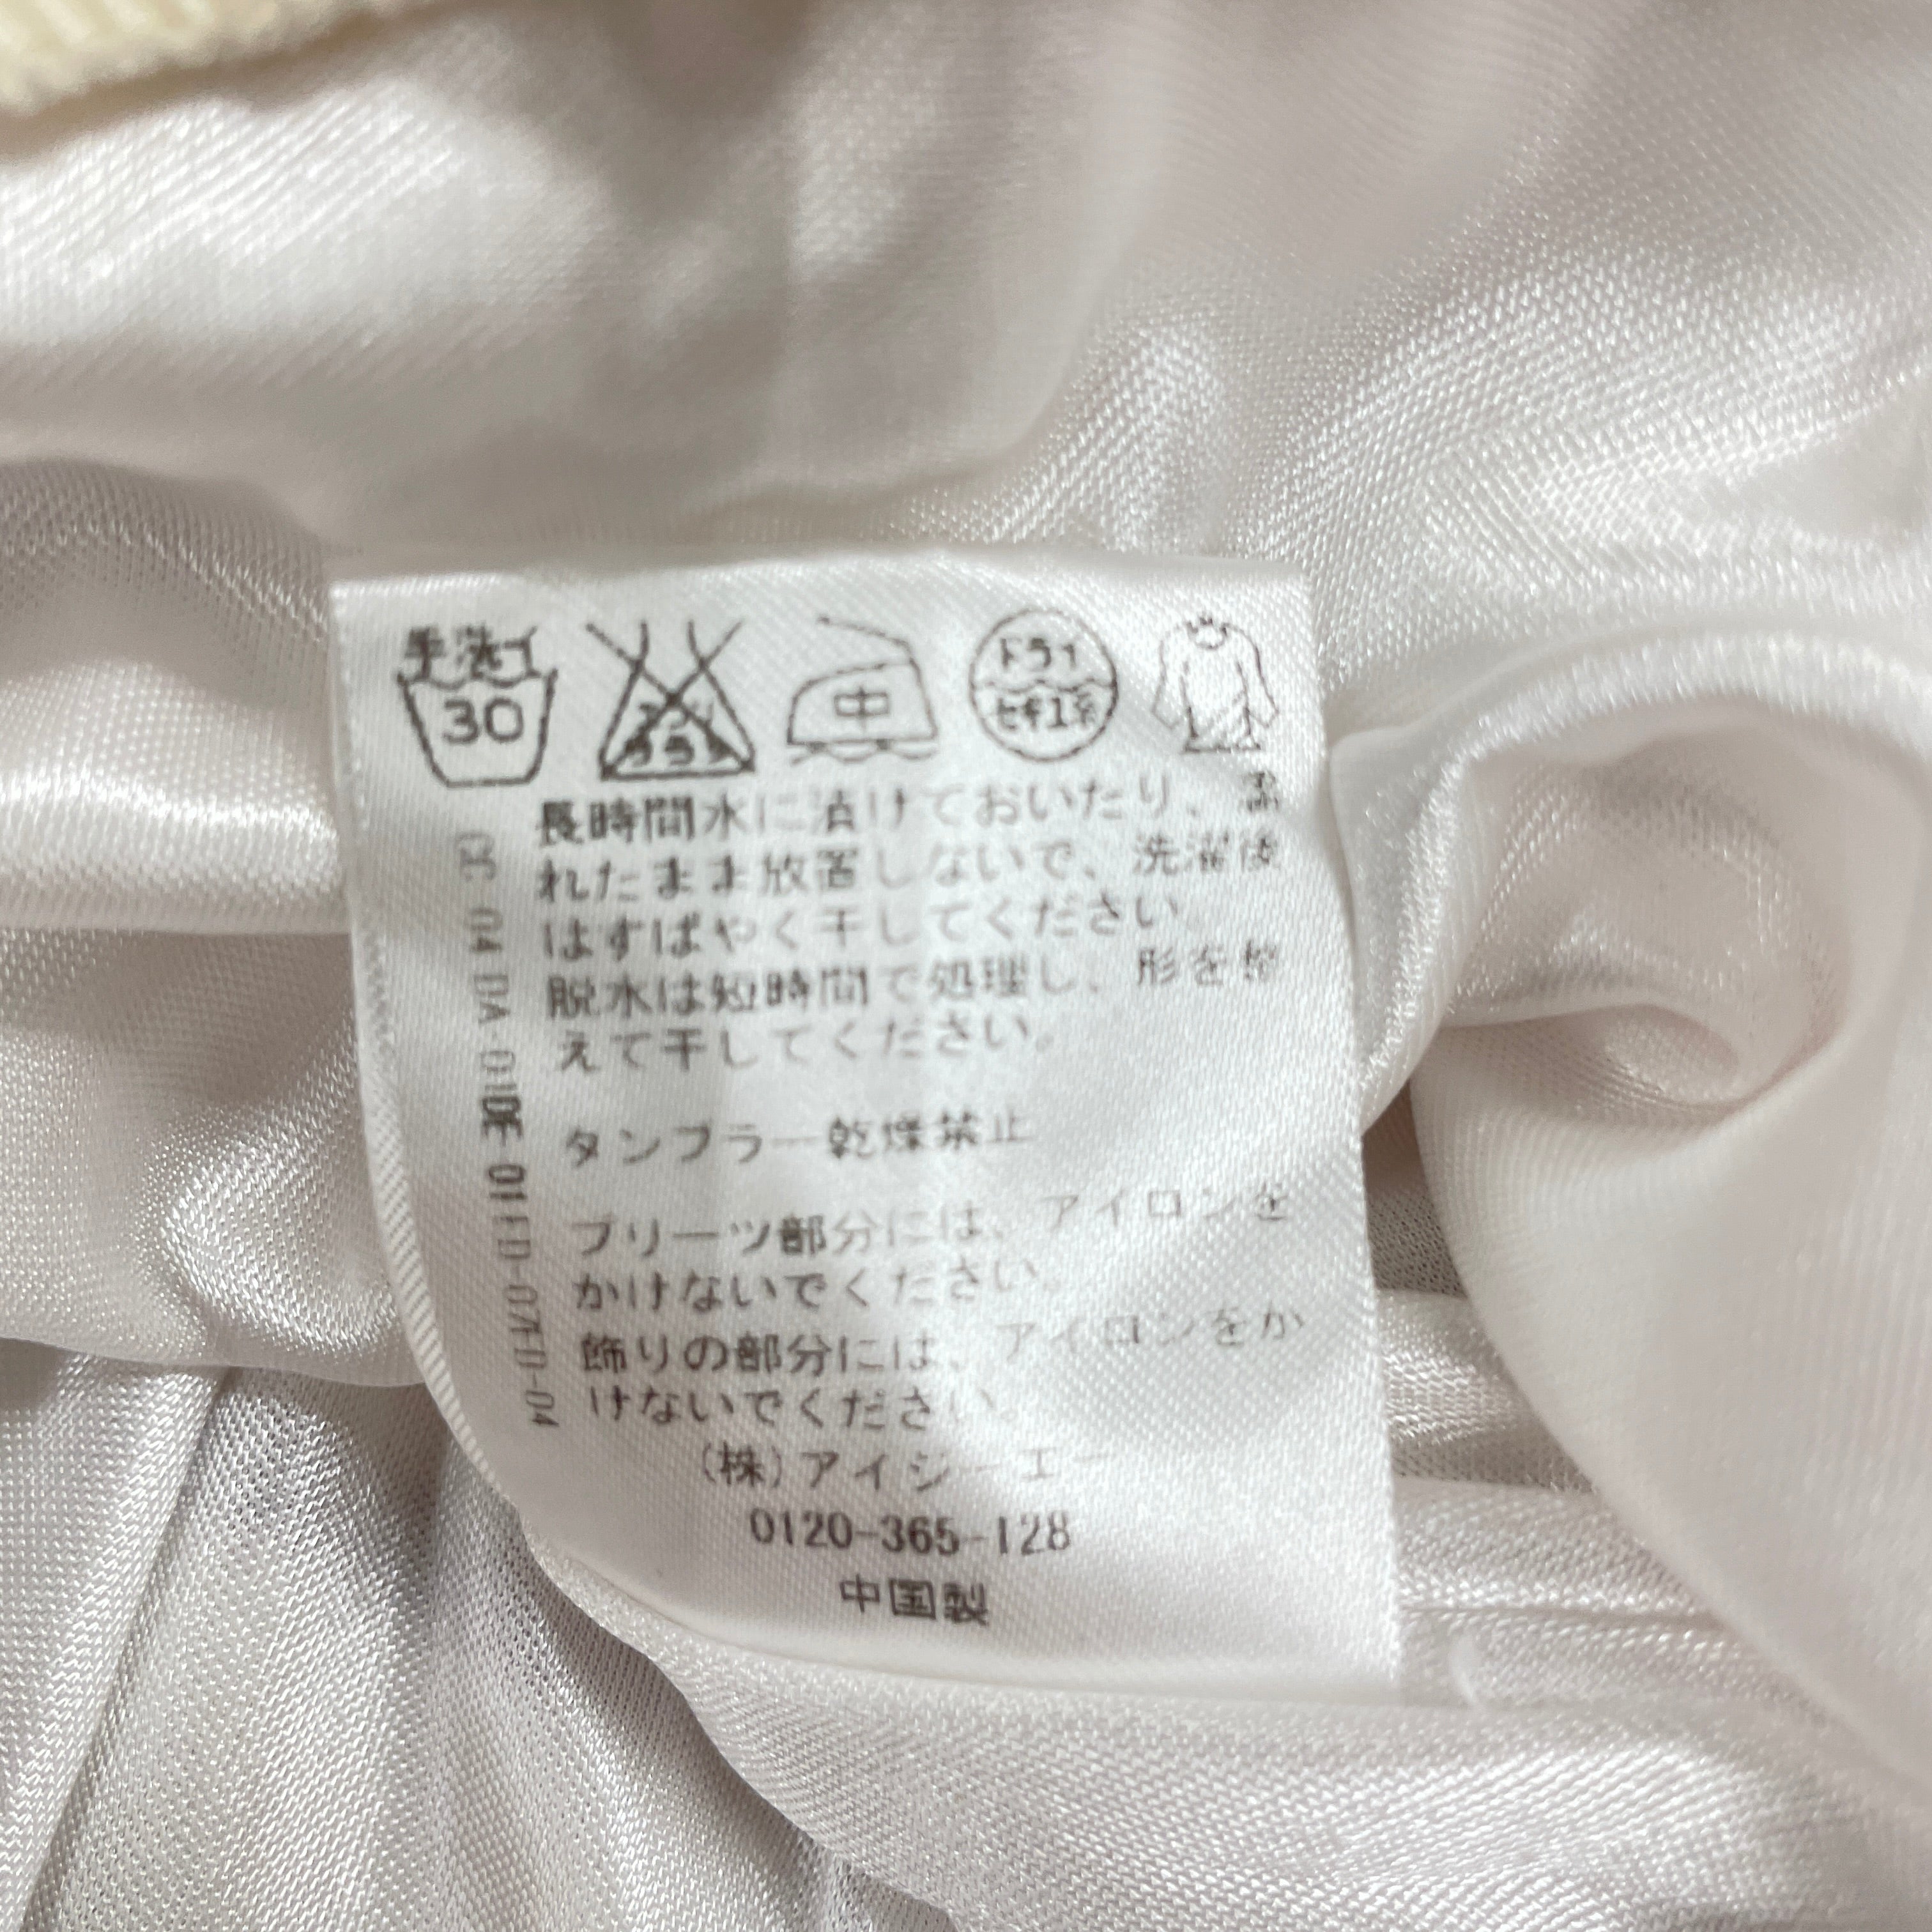 手洗イ
30
エンソ
サラシ
中
ドライ
セキユ系
長時間水に漬けておいたり、濡
れたまま放置しないで、洗濯後
はすばやく干してください。
脱水は短時間で処理し、形を整
えて干してください。
タンブラー乾燥禁止
プリーツ部分には、アイロンを
かけないでください。
飾りの部分には、アイロンをか
けないでください。
(株)アイジーエー
0120-365-128
中国製